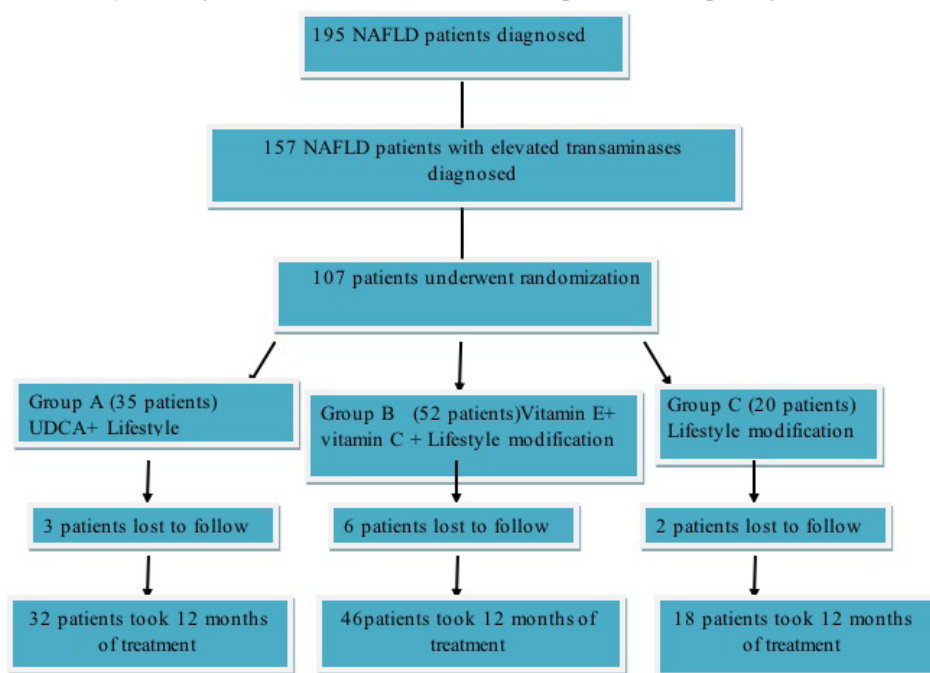 195 NAFLD patients diagnosed
157 NAFLD patients with elevated transaminases
diagnosed
107 patients underwent randomization
Group A (35 patients)
UDCA+ Lifestyle
Group B (52 patients)Vitamin E+
vitamin C + Lifestyle modification
Group C (20 patients)
Lifestyle modification
3 patients lost to follow
6 patients lost to follow
2 patients lost to follow
32 patients took 12 months
of treatment
46patients took 12 months of
treatment
18 patients took 12 months
of treatment